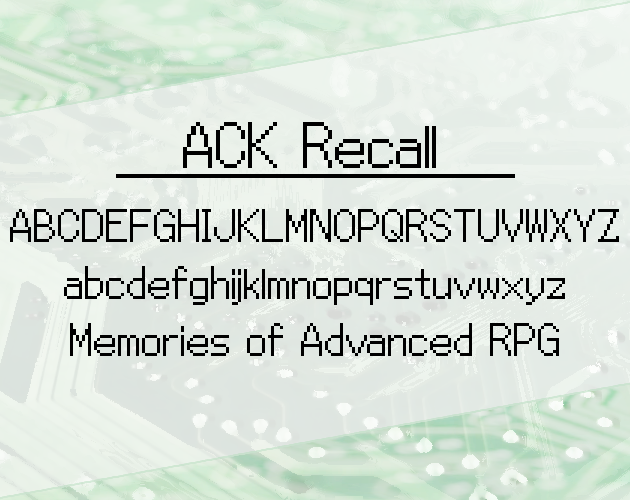 ACK Recall
ABCDEFGHIJKLMNOPQRSTUVWXYZ
abcdefghijklmnopqrstuvwxyz
Memories of Advanced RPG